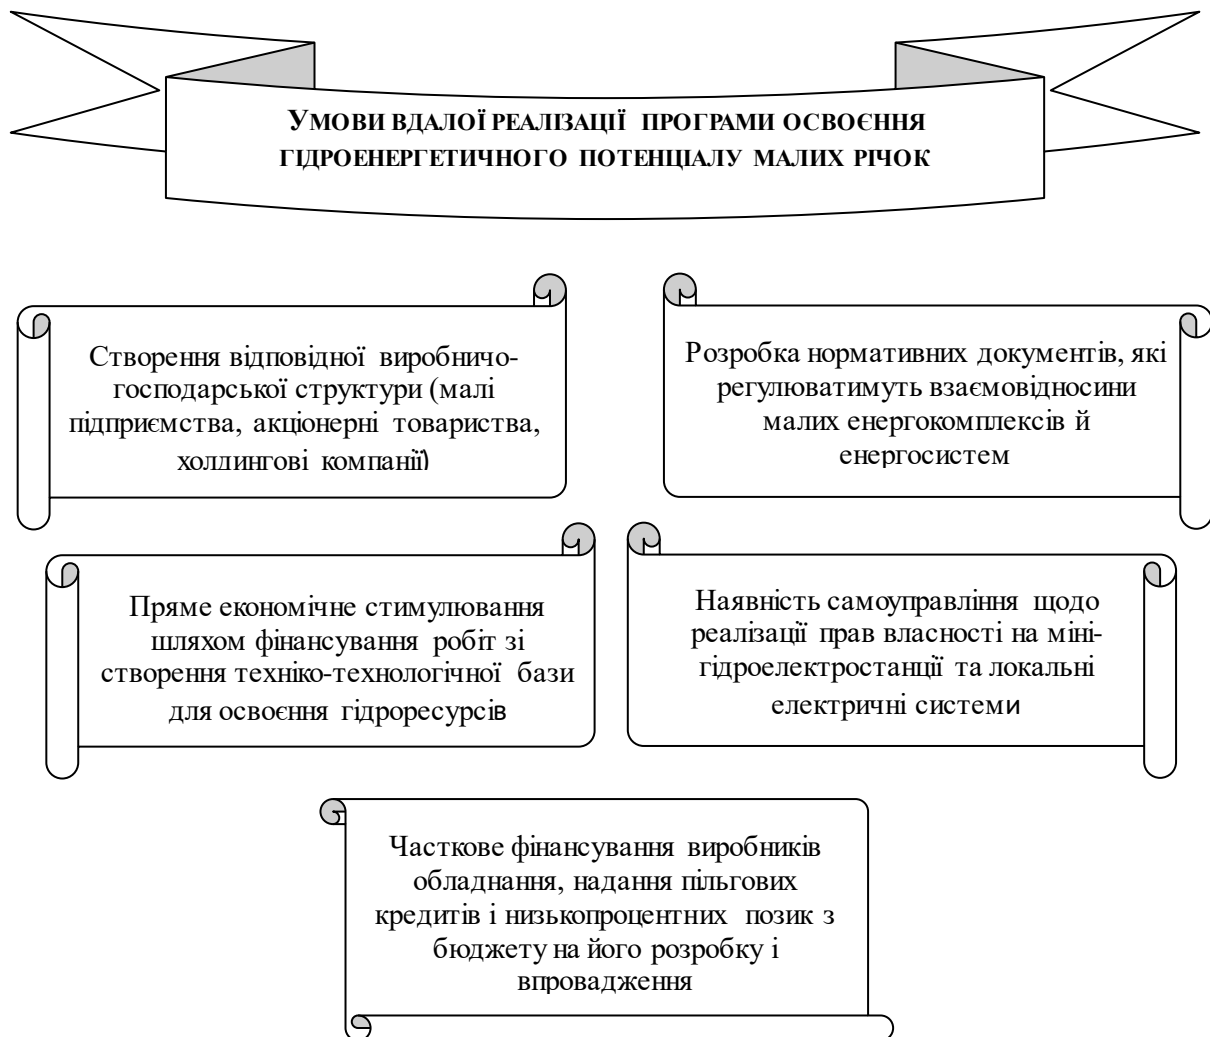 УМОВИ ВДАЛОЇ РЕАЛІЗАЦІЇ ПРОГРАМИ ОСВОЄННЯ
ГІДРОЕНЕРГЕТИЧНОГО ПОТЕНЦІАЛУ МАЛИХ РІЧОК
Створення відповідної виробничо-
господарської структури (малі
підприємства, акціонерні товариства,
холдингові компанії)
Розробка нормативних документів, які
регулюватимуть взаємовідносини
малих енергокомплексів й
енергосистем
Пряме економічне стимулювання
шляхом фінансування робіт зі
створення техніко-технологічної бази
для освоєння гідроресурсів
Наявність самоуправління щодо
реалізації прав власності на міні-
гідроелектростанції та локальні
електричні системи
Часткове фінансування виробників
обладнання, надання пільгових
кредитів і низькопроцентних позик з
бюджету на його розробку і
впровадження